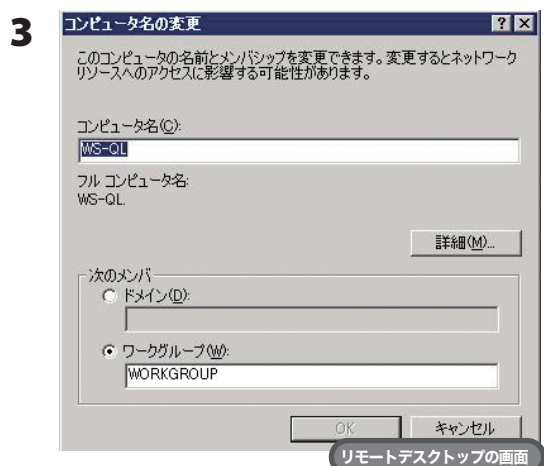 3
コンピュータ名の変更
このコンピュータの名前とメンバシップを変更できます。変更するとネットワーク
リソースへのアクセスに影響する可能性があります。
コンピュータ名(C):
WS-QL
フル コンピュータ名:
WS-QL.
詳細(M)...
次のメンバ
ドメイン(D):
ワークグループ(W):
WORKGROUP
OK
キャンセル
リモートデスクトップの画面